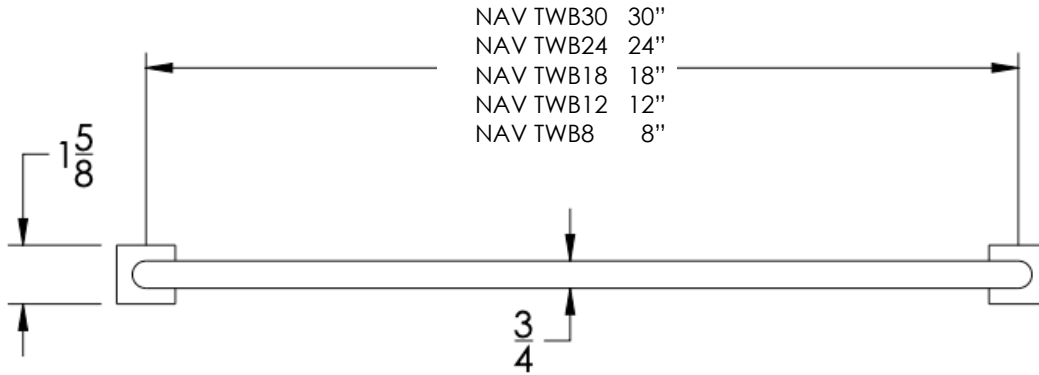 NAV TWB30 30”
NAV TWB24 24”
NAV TWB18 18”
NAV TWB12 12”
NAV TWB8 8”
1 5/8
3/4